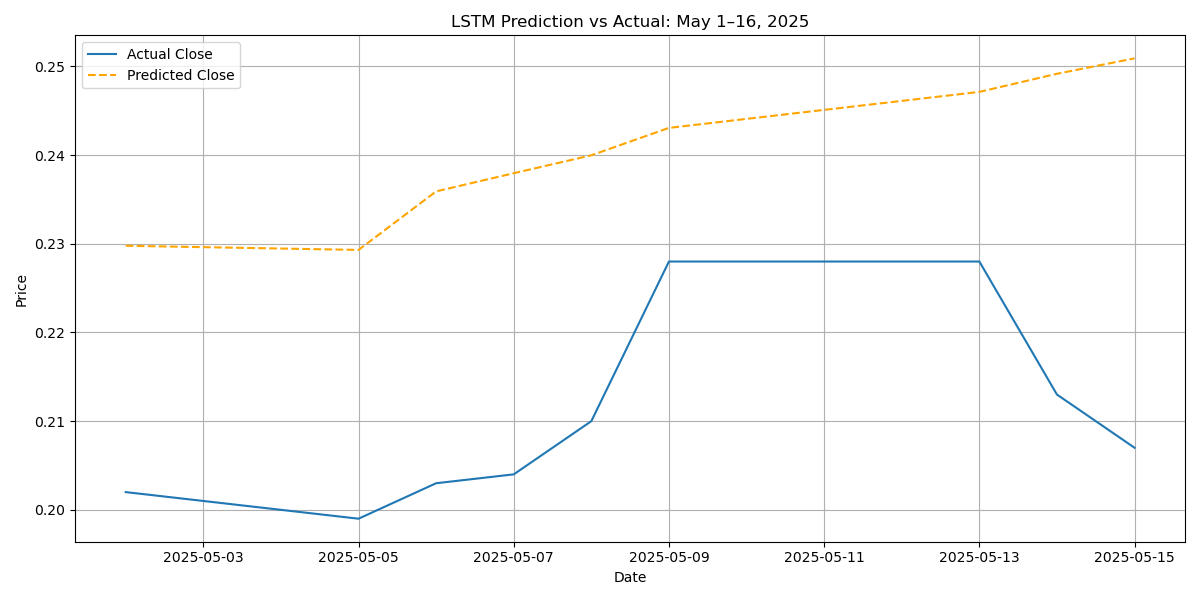 LSTM Prediction vs Actual: May 1–16, 2025
Actual Close
Predicted Close
Price
0.25
0.24
0.23
0.22
0.21
0.20
2025-05-03
2025-05-05
2025-05-07
2025-05-09
2025-05-11
2025-05-13
2025-05-15
Date